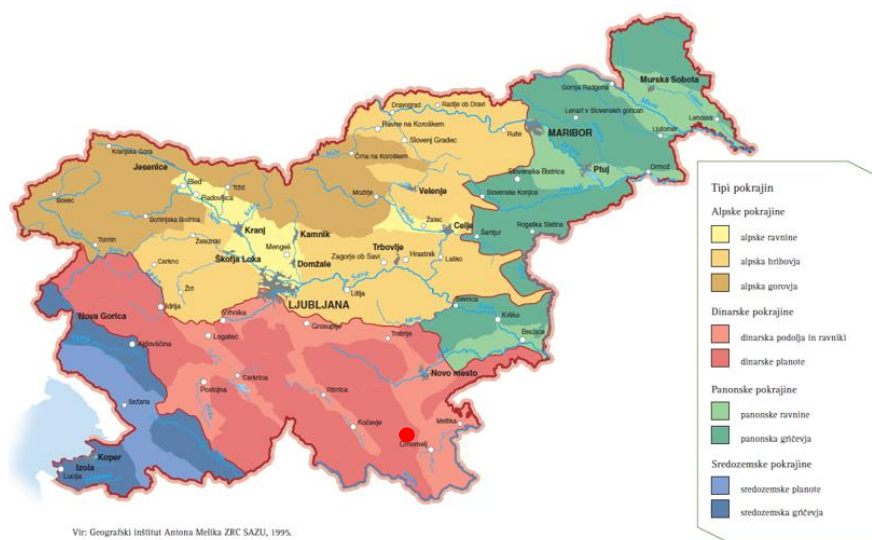 Murska Sobota
Gornja Radgona
Radlje ob Dravi
Dravograd
Lenart v Slovenskih goricah
Lendava
Ravne na Koroškem
MARIBOR
Ruše
Ljutomer
Slovenj Gradec
Kranjska Gora
Črna na Koroškem
Jesenice
Ptuj
Ormož
Slovenska Bistrica
Bled
Tržič
Velenje
Radovljica
Mozirje
Slovenske Konjice
Bovec
Bohinjska Bistrica
Kranj
Kamnik
Žalec
Celje
Rogaška Slatina
Šentjur
Železniki
Mengeš
Trbovlje
Tolmin
Škofja Loka
Domžale
Zagorje ob Savi
Hrastnik
Laško
Cerkno
Žiri
LJUBLJANA
Litija
Sava
Idrija
Sevnica
Nova Gorica
Vrhnika
Krško
Grosuplje
Trebnje
Brežice
Logatec
Ajdovščina
Novo mesto
Cerknica
Postojna
Ribnica
Sežana
Metlika
Kočevje
Črnomelj
Koper
Izola
Lucija
Tipi pokrajin
Alpske pokrajine
alpske ravnine
alpska hribovja
alpska gorovja
Dinarske pokrajine
dinarska podolja in ravniki
dinarske planote
Panonske pokrajine
panonske ravnine
panonska gričevja
Sredozemske pokrajine
sredozemske planote
sredozemska gričevja
Vir: Geografski inštitut Antona Melika ZRC SAZU, 1995.